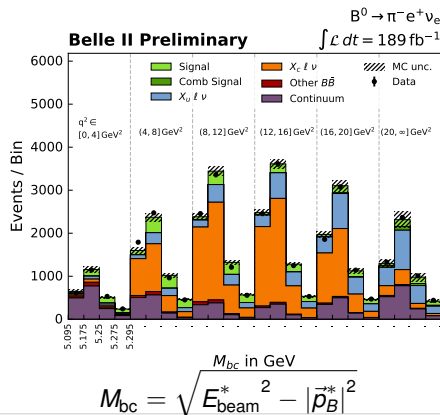 B⁰ → π⁻e⁺νₑ
Belle II Preliminary
∫ℒ dt = 189 fb⁻¹
Signal
Comb Signal
Xᵤ ℓ ν
X꜀ ℓ ν
Other BB̄
Continuum
MC unc.
Data
6000
5000
4000
3000
2000
1000
0
Events / Bin
q² ∈
[0, 4] GeV²
(4, 8] GeV²
(8, 12] GeV²
(12, 16] GeV²
(16, 20] GeV²
(20, ∞] GeV²
5.095
5.175
5.25
5.275
5.295
M_bc in GeV
M_bc = √(E*_beam² − |p⃗*_B|²)